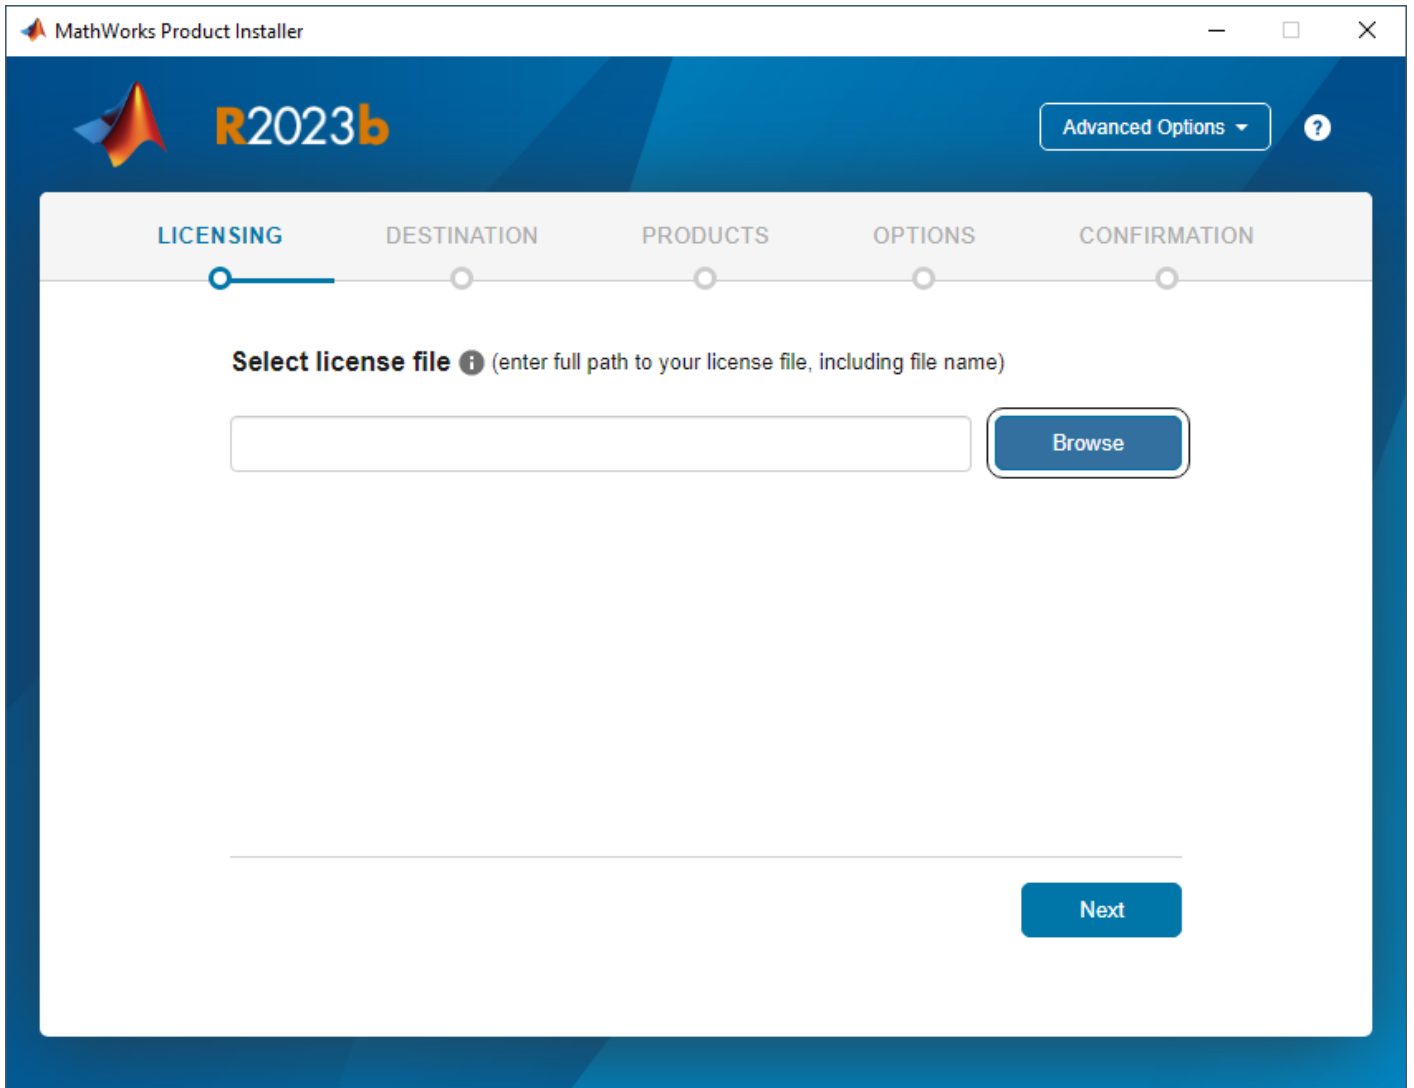 MathWorks Product Installer
R2023b
Advanced Options
?
LICENSING DESTINATION PRODUCTS OPTIONS CONFIRMATION
Select license file i (enter full path to your license file, including file name)
Browse
Next